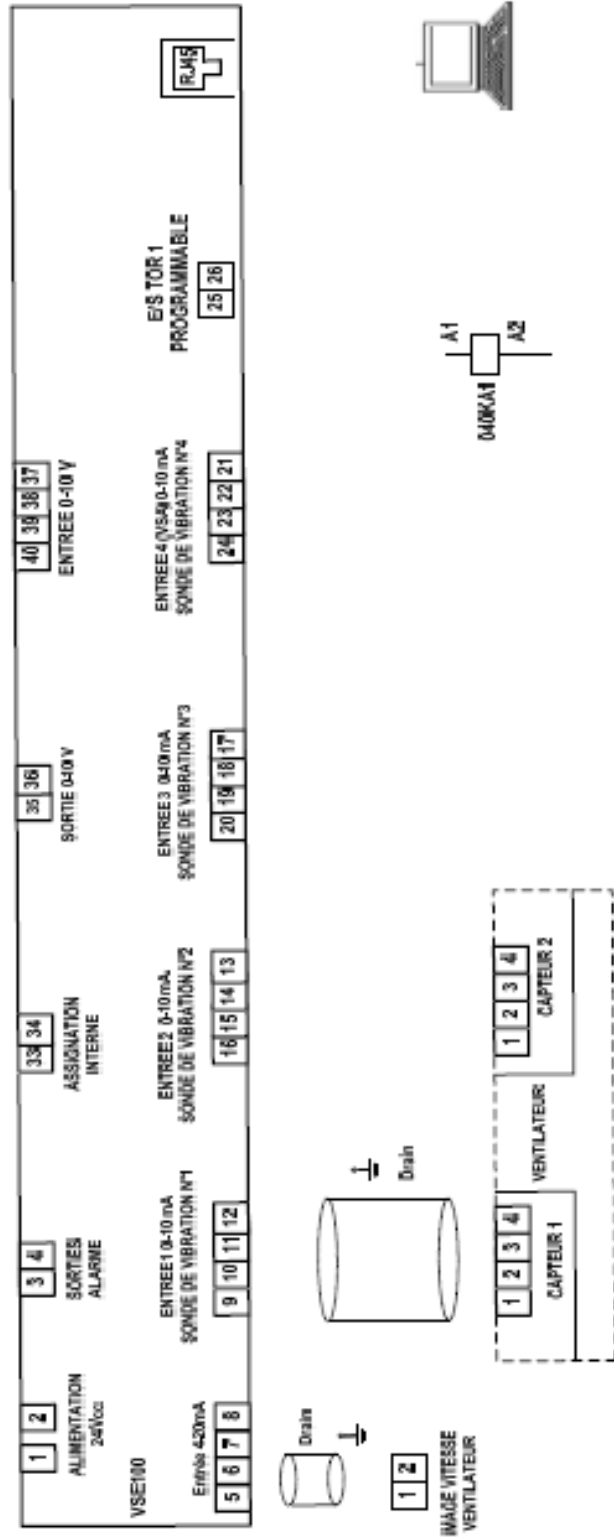 1 2
ALIMENTATION
24Vcc
3 4
SORTIES
ALARME
33 34
ASSIGNATION
INTERNE
35 36
SORTIE 0-10 V
40 39 38 37
ENTREE 0-10 V
RJ45
VSE100
Entrée 4-20mA
5 6 7 8
ENTREE 1 0-10 mA
SONDE DE VIBRATION N°1
9 10 11 12
ENTREE 2 0-10 mA
SONDE DE VIBRATION N°2
16 15 14 13
ENTREE 3 0-10 mA
SONDE DE VIBRATION N°3
20 19 18 17
ENTREE 4 (VSA) 0-10 mA
SONDE DE VIBRATION N°4
24 23 22 21
E/S TOR 1
PROGRAMMABLE
25 26
Drain
Drain
1 2
IMAGE VITESSE
VENTILATEUR
1 2 3 4
CAPTEUR 1
VENTILATEUR
1 2 3 4
CAPTEUR 2
040KA1
A1
A2